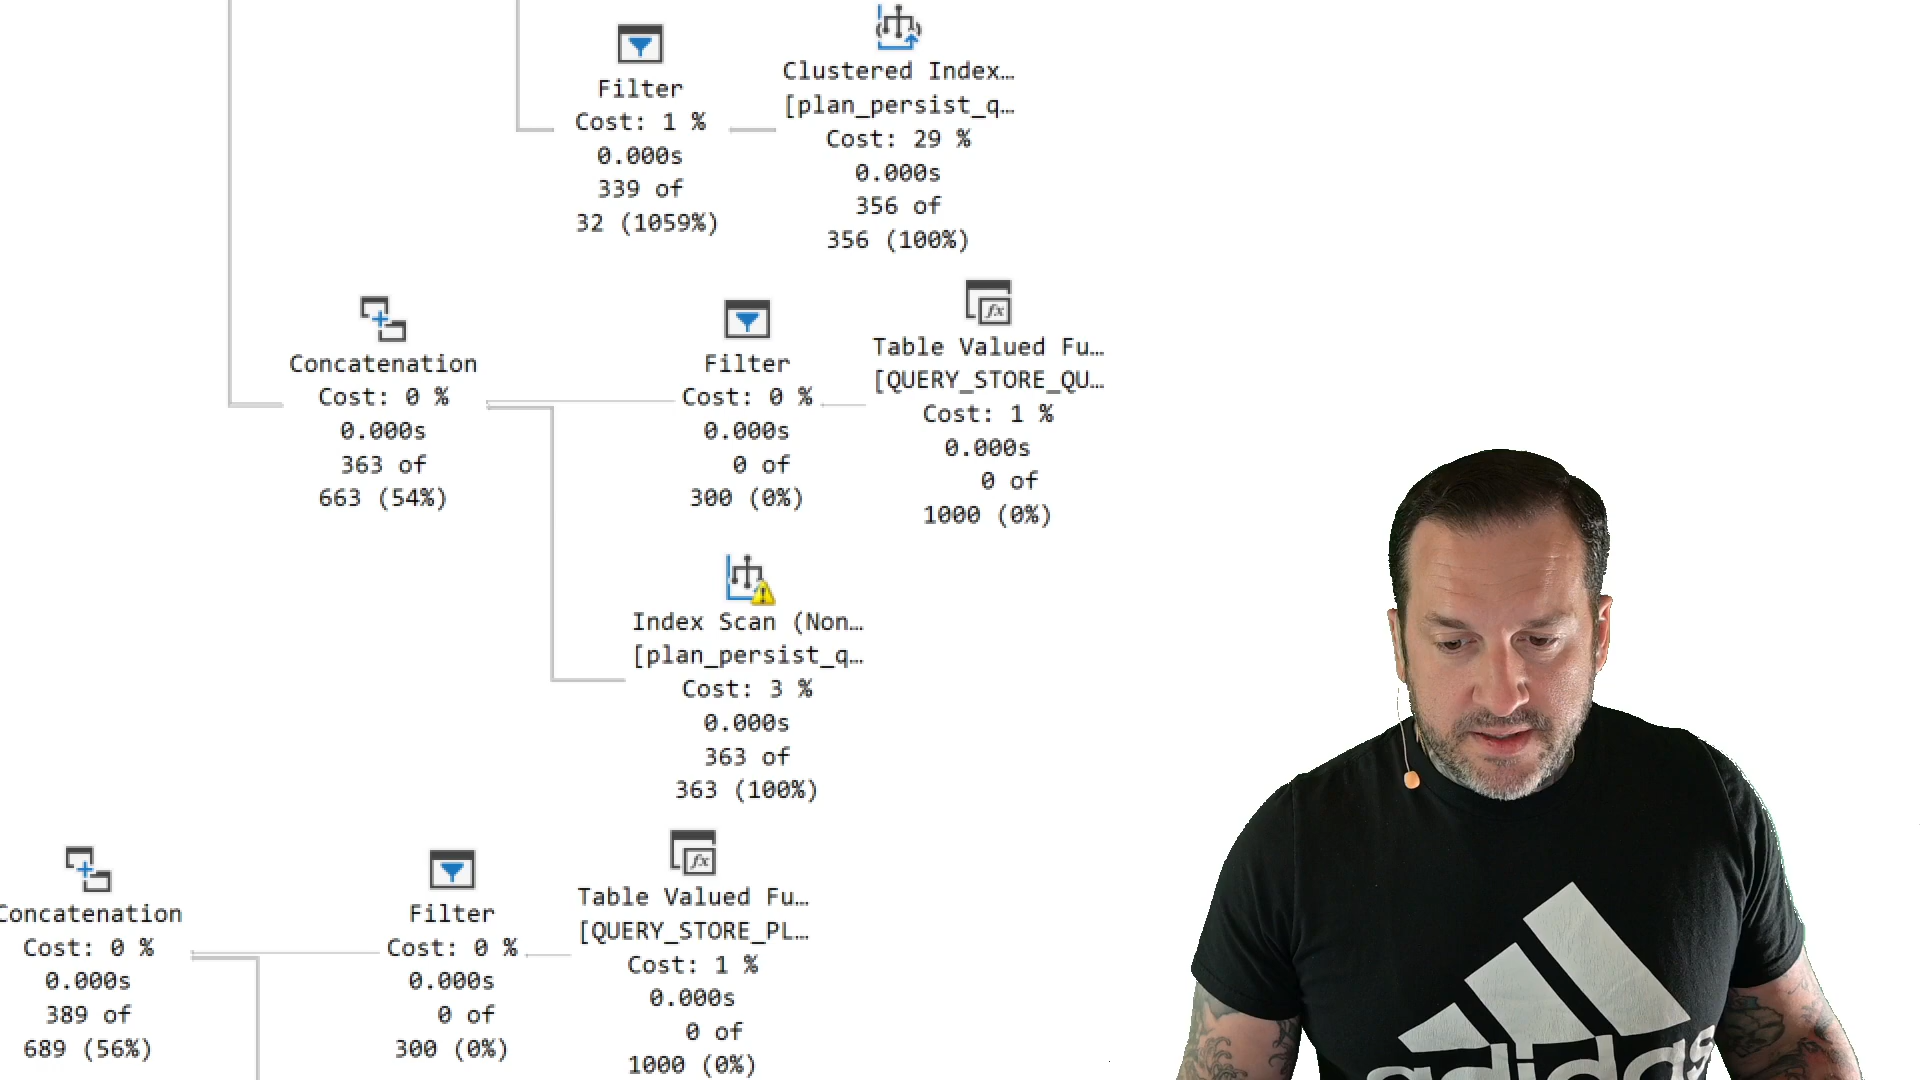 Filter
Cost: 1 %
0.000s
339 of
32 (1059%)
Clustered Index…
[plan_persist_q…
Cost: 29 %
0.000s
356 of
356 (100%)
Concatenation
Cost: 0 %
0.000s
363 of
663 (54%)
Filter
Cost: 0 %
0.000s
0 of
300 (0%)
Table Valued Fu…
[QUERY_STORE_QU…
Cost: 1 %
0.000s
0 of
1000 (0%)
Index Scan (Non…
[plan_persist_q…
Cost: 3 %
0.000s
363 of
363 (100%)
Concatenation
Cost: 0 %
0.000s
389 of
689 (56%)
Filter
Cost: 0 %
0.000s
0 of
300 (0%)
Table Valued Fu…
[QUERY_STORE_PL…
Cost: 1 %
0.000s
0 of
1000 (0%)
adidas